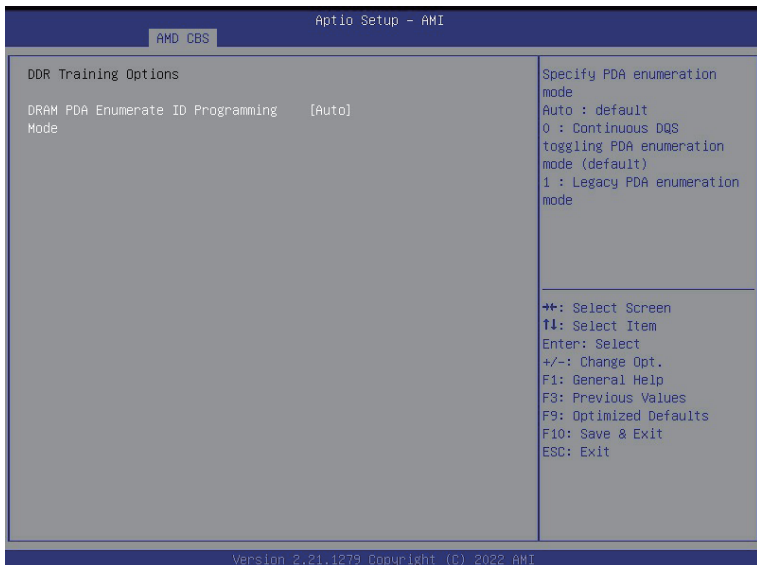 Aptio Setup – AMI
AMD CBS
DDR Training Options
DRAM PDA Enumerate ID Programming [Auto]
Mode
Specify PDA enumeration
mode
Auto : default
0 : Continuous DQS
toggling PDA enumeration
mode (default)
1 : Legacy PDA enumeration
mode
→←: Select Screen
↑↓: Select Item
Enter: Select
+/-: Change Opt.
F1: General Help
F3: Previous Values
F9: Optimized Defaults
F10: Save & Exit
ESC: Exit
Version 2.21.1279 Copyright (C) 2022 AMI